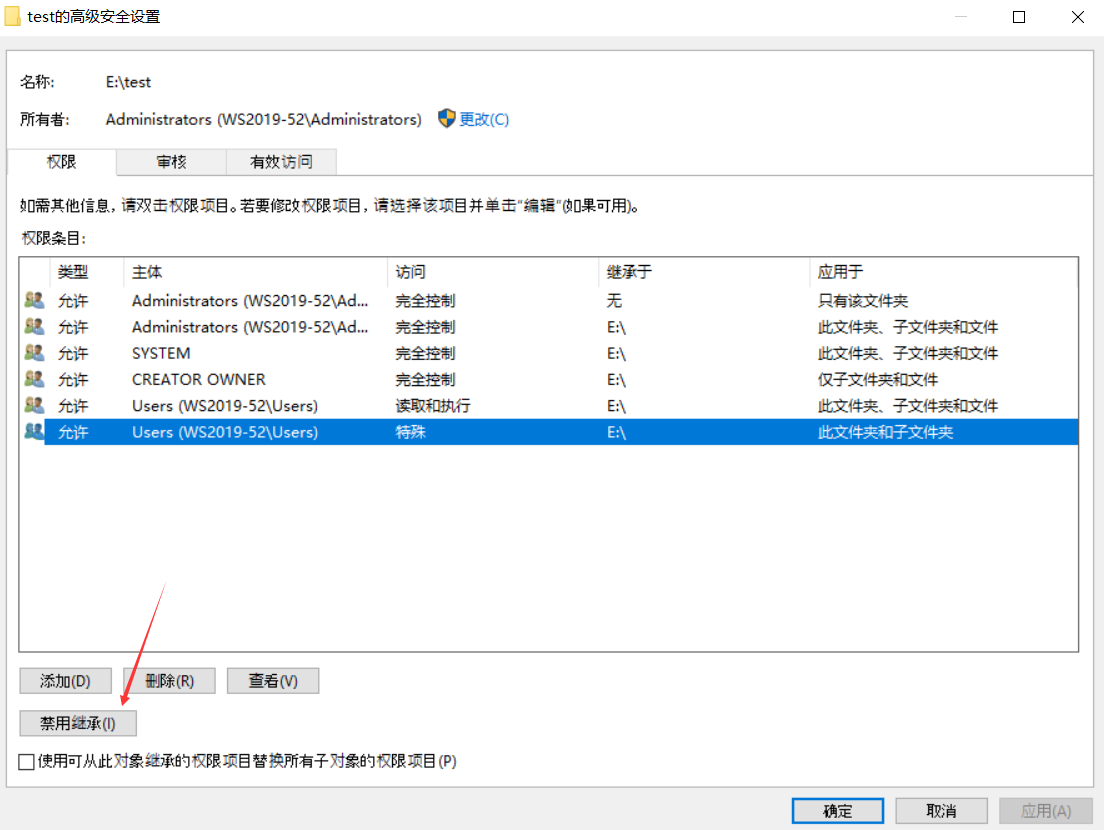 test的高级安全设置
名称: E:\test
所有者: Administrators (WS2019-52\Administrators) 更改(C)
权限 审核 有效访问
如需其他信息，请双击权限项目。若要修改权限项目，请选择该项目并单击"编辑"(如果可用)。
权限条目:
类型 主体 访问 继承于 应用于
允许 Administrators (WS2019-52\Ad... 完全控制 无 只有该文件夹
允许 Administrators (WS2019-52\Ad... 完全控制 E:\ 此文件夹、子文件夹和文件
允许 SYSTEM 完全控制 E:\ 此文件夹、子文件夹和文件
允许 CREATOR OWNER 完全控制 E:\ 仅子文件夹和文件
允许 Users (WS2019-52\Users) 读取和执行 E:\ 此文件夹、子文件夹和文件
允许 Users (WS2019-52\Users) 特殊 E:\ 此文件夹和子文件夹
添加(D) 删除(R) 查看(V)
禁用继承(I)
使用可从此对象继承的权限项目替换所有子对象的权限项目(P)
确定 取消 应用(A)